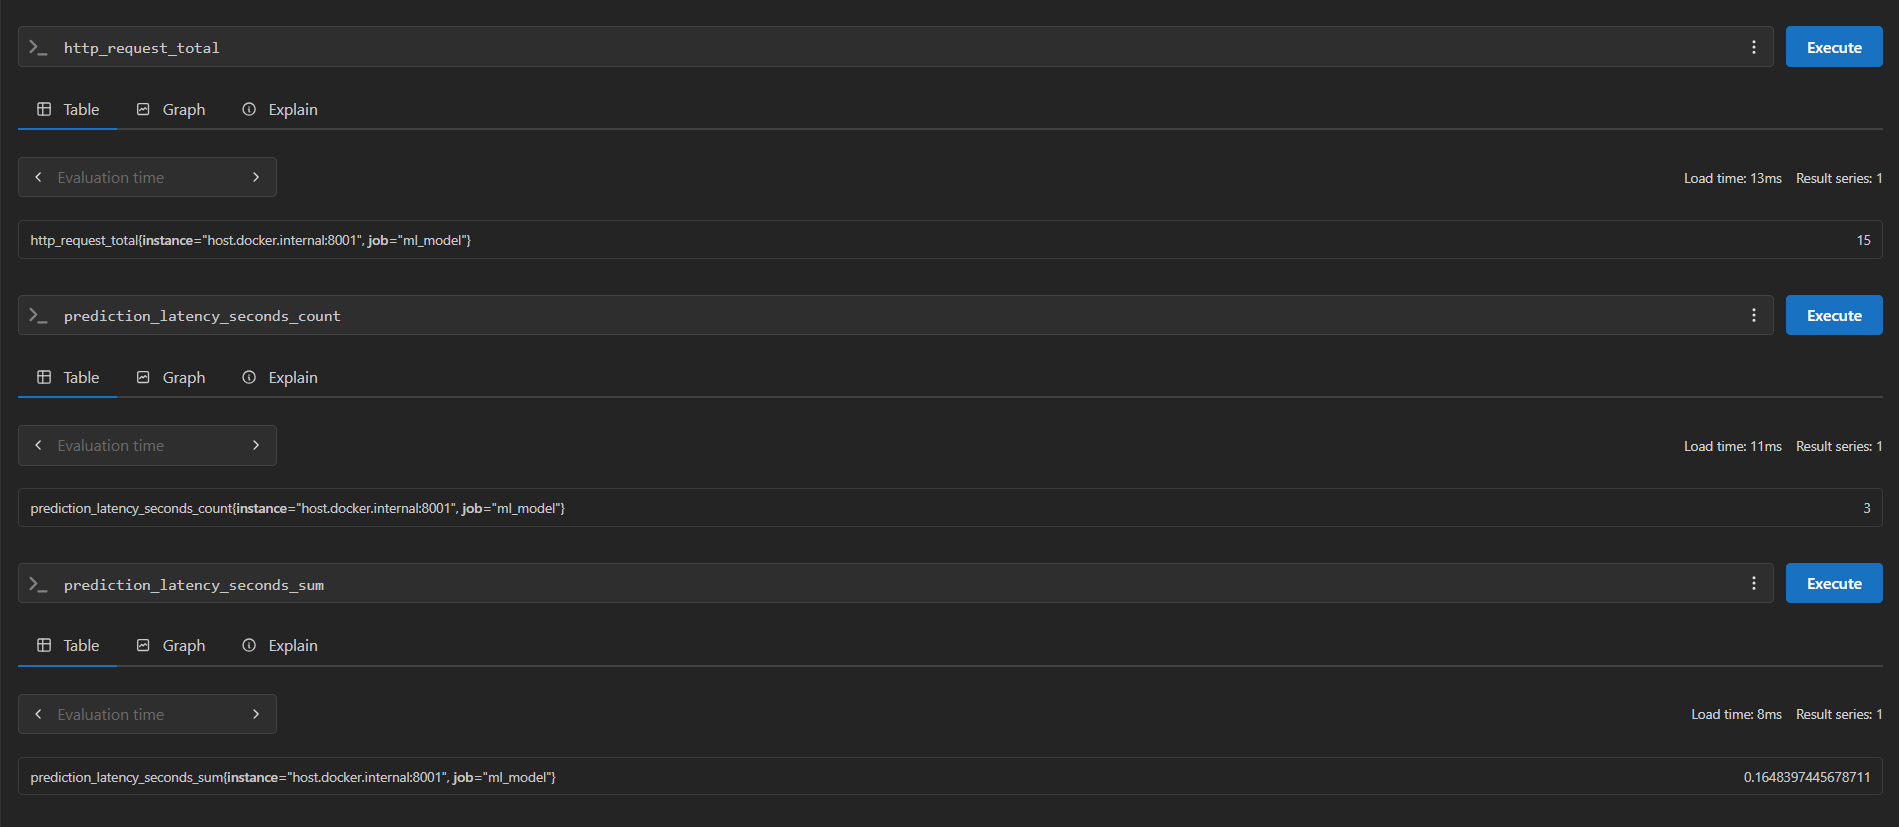 http_request_total
Execute
Table Graph Explain
Evaluation time
Load time: 13ms Result series: 1
http_request_total{instance="host.docker.internal:8001", job="ml_model"} 15
prediction_latency_seconds_count
Execute
Table Graph Explain
Evaluation time
Load time: 11ms Result series: 1
prediction_latency_seconds_count{instance="host.docker.internal:8001", job="ml_model"} 3
prediction_latency_seconds_sum
Execute
Table Graph Explain
Evaluation time
Load time: 8ms Result series: 1
prediction_latency_seconds_sum{instance="host.docker.internal:8001", job="ml_model"} 0.1648397445678711